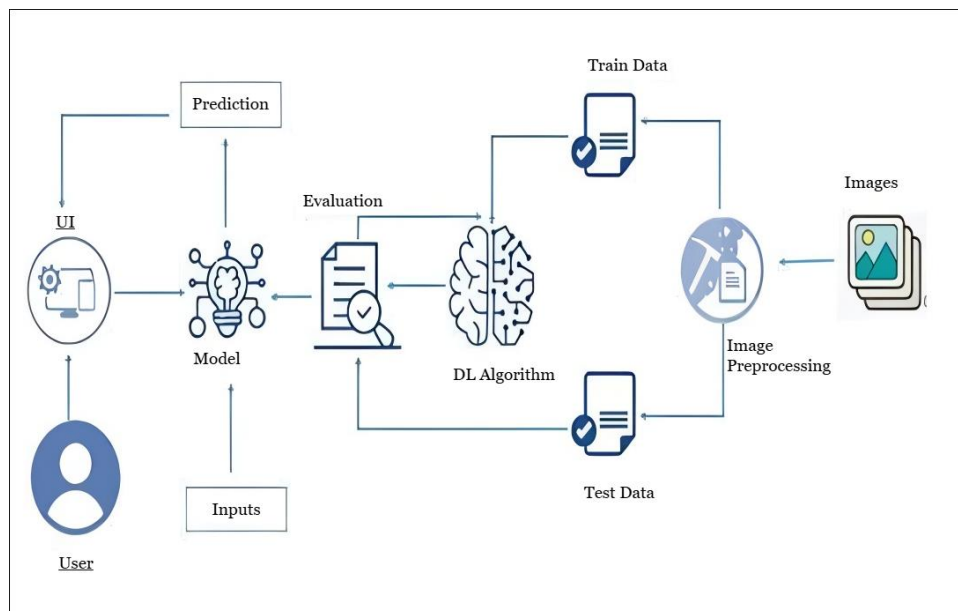 Train Data
Prediction
Images
Evaluation
UI
Image
Preprocessing
Model
DL Algorithm
Test Data
Inputs
User